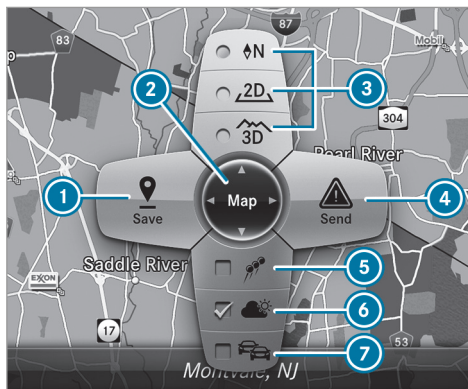 87
83
Mobil
N
2D
3
2
3D
304
Pearl River
1
Save
Map
Send
4
Saddle River
5
EXXON
6
17
53
7
Montvale, NJ